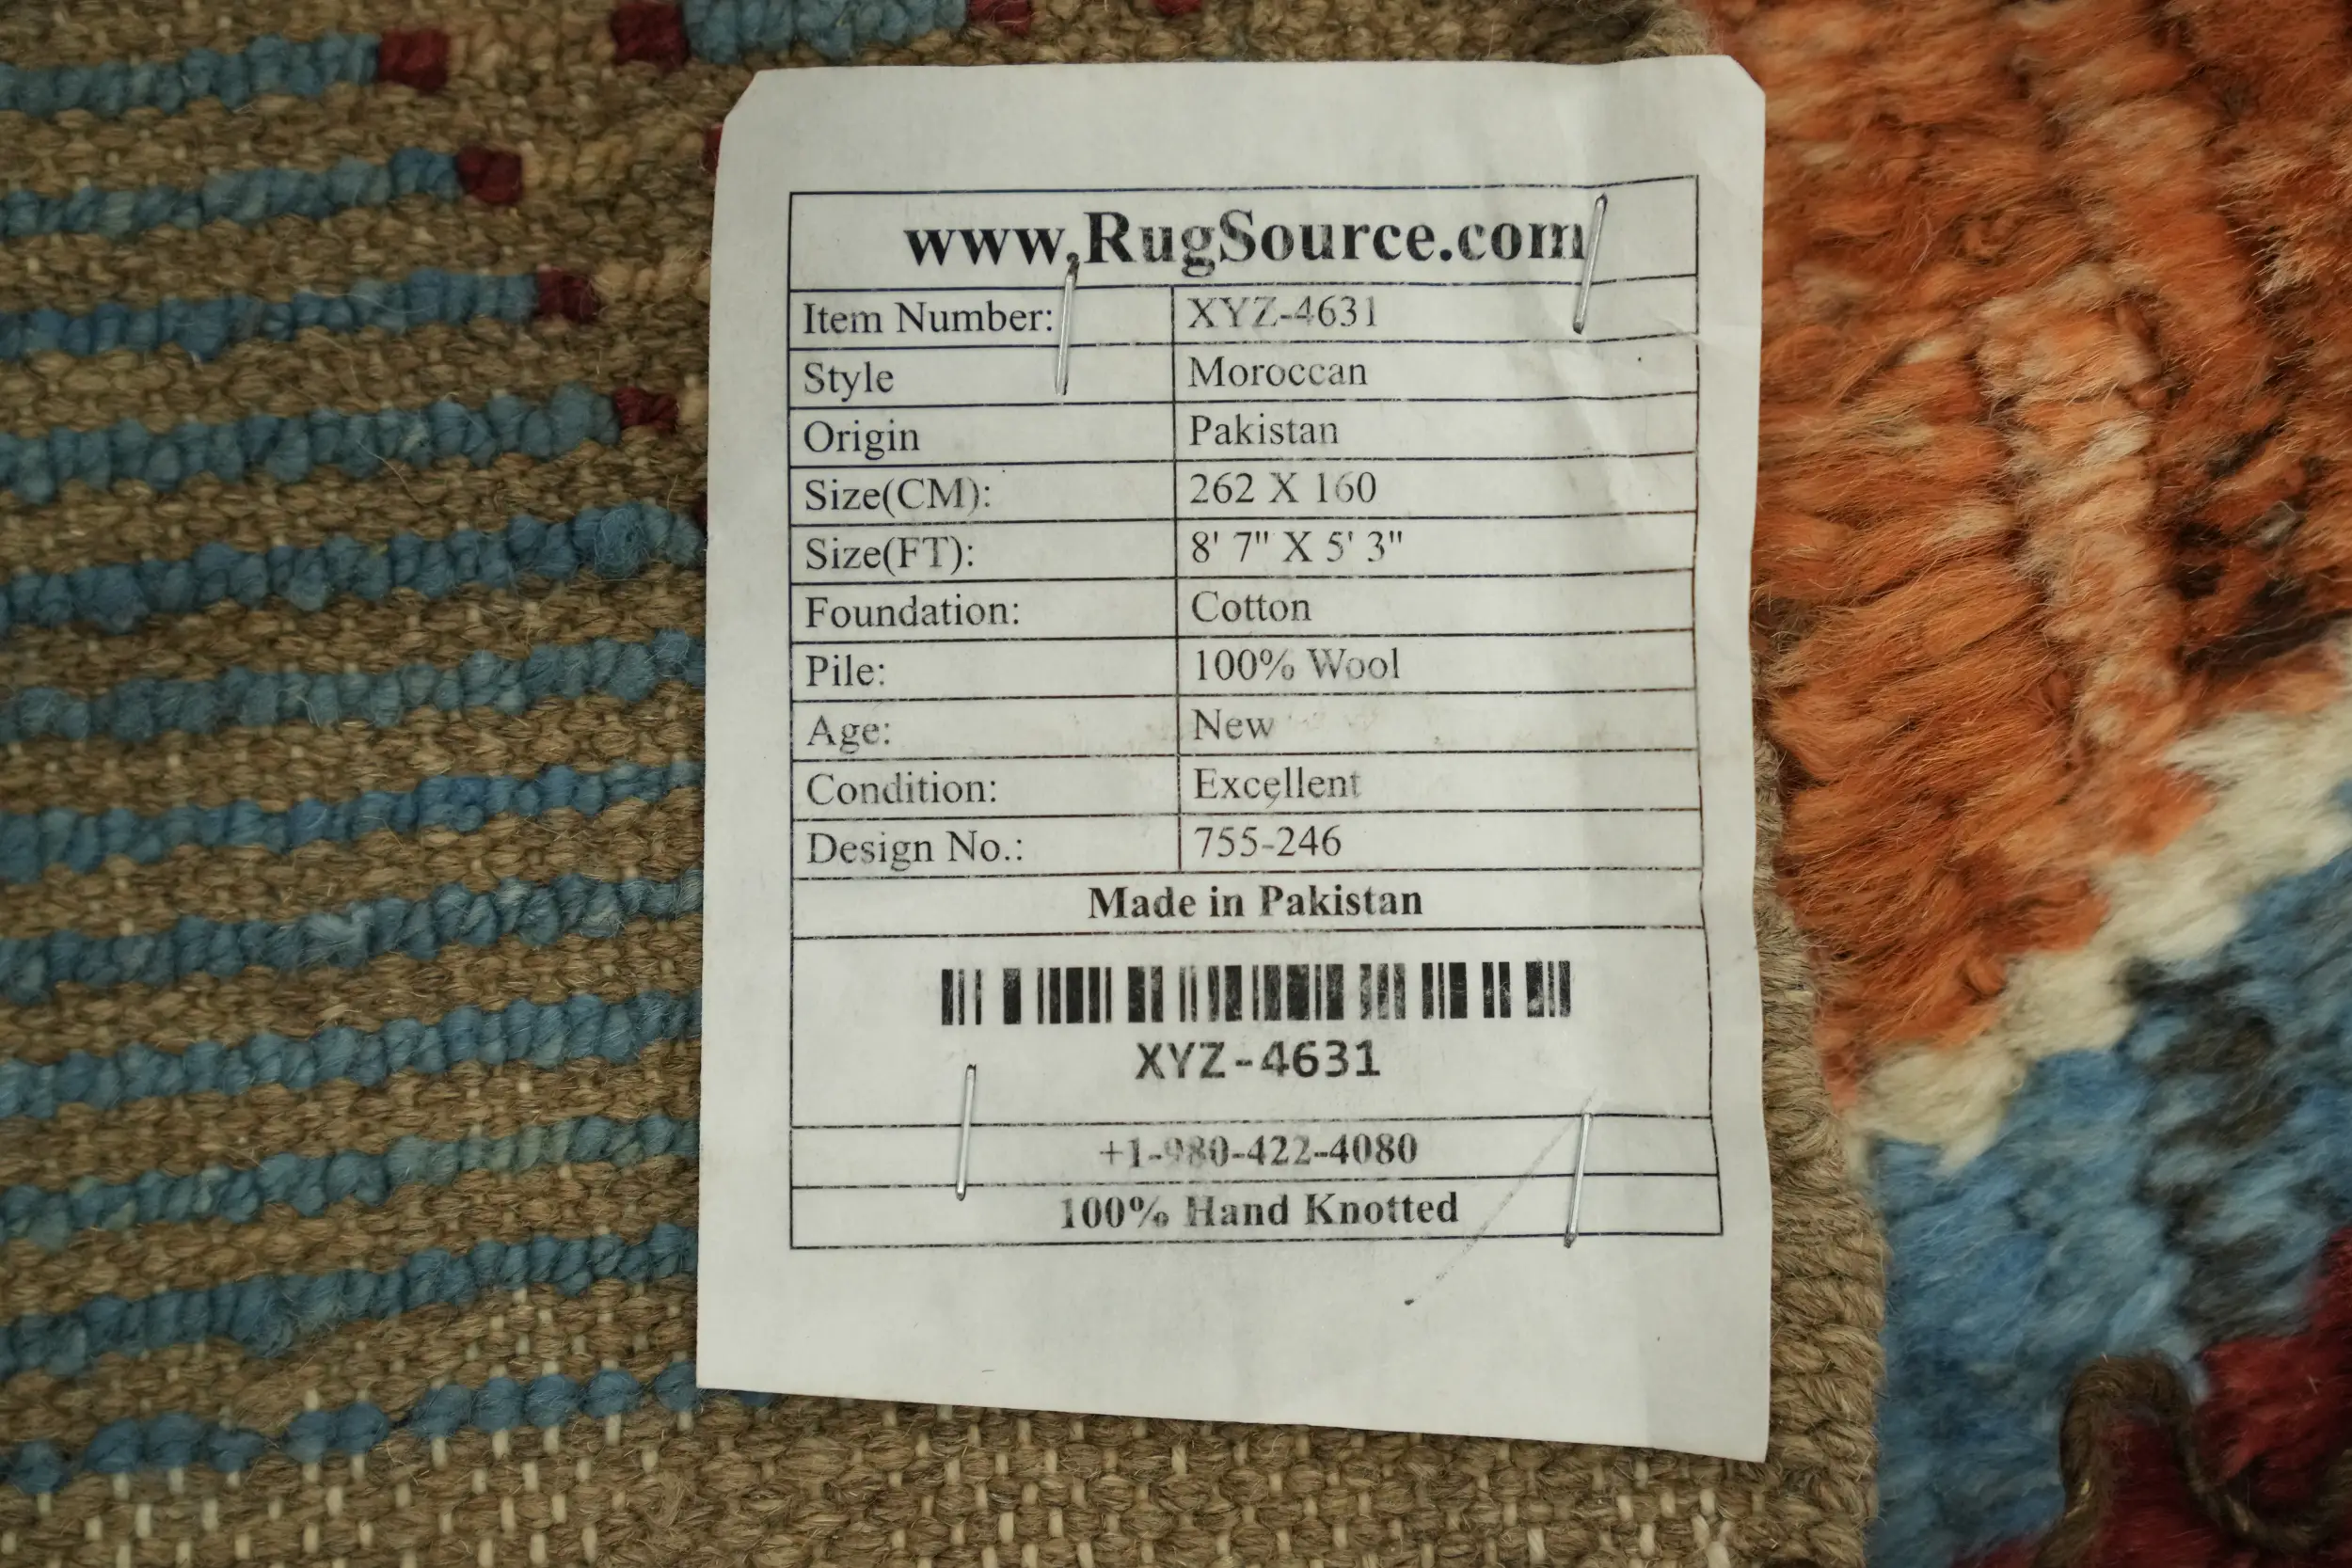 www.RugSource.com
Item Number: XYZ-4631
Style Moroccan
Origin Pakistan
Size(CM): 262 X 160
Size(FT): 8' 7" X 5' 3"
Foundation: Cotton
Pile: 100% Wool
Age: New
Condition: Excellent
Design No.: 755-246
Made in Pakistan
XYZ-4631
+1-980-422-4080
100% Hand Knotted